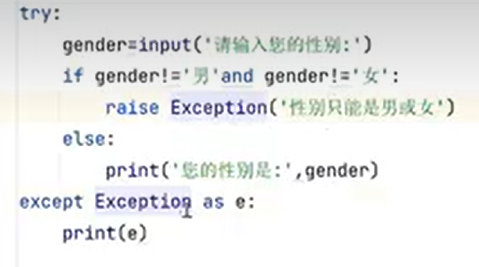 try:
    gender=input('请输入您的性别:')
    if gender!='男'and gender!='女':
        raise Exception('性别只能是男或女')
    else:
        print('您的性别是:',gender)
except Exception as e:
    print(e)